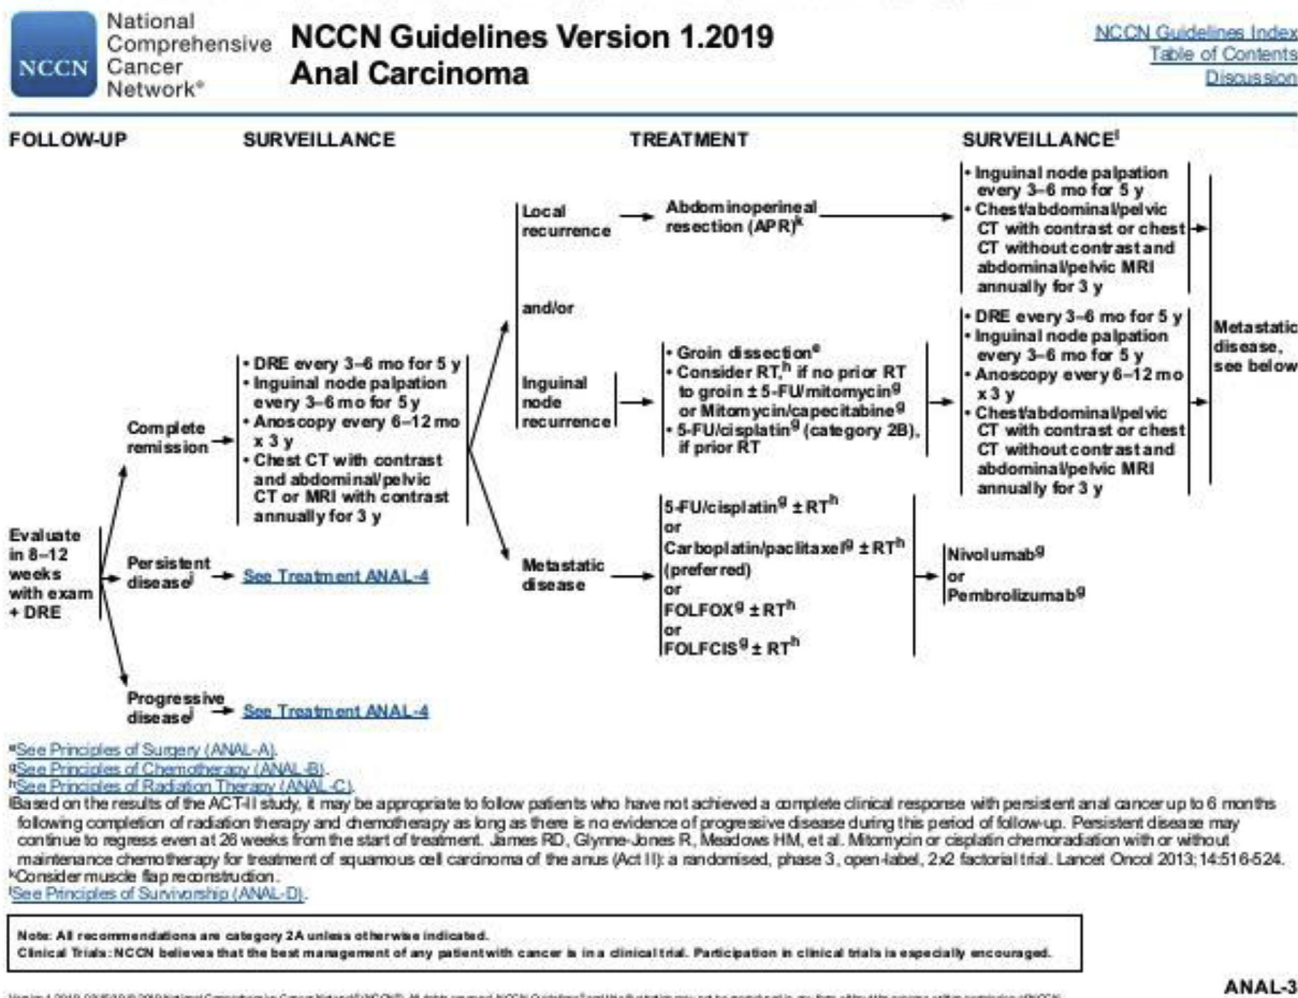 National
Comprehensive
NCCN Cancer
Network®
NCCN Guidelines Version 1.2019
Anal Carcinoma
NCCN Guidelines Index
Table of Contents
Discussion
FOLLOW-UP
SURVEILLANCE
TREATMENT
SURVEILLANCEˡ
Evaluate
in 8–12
weeks
with exam
+ DRE
Complete
remission
Persistent
diseaseʲ
See Treatment ANAL-4
Progressive
diseaseʲ
See Treatment ANAL-4
• DRE every 3–6 mo for 5 y
• Inguinal node palpation
every 3–6 mo for 5 y
• Anoscopy every 6–12 mo
x 3 y
• Chest CT with contrast
and abdominal/pelvic
CT or MRI with contrast
annually for 3 y
Local
recurrence
and/or
Inguinal
node
recurrence
Metastatic
disease
Abdominoperineal
resection (APR)ᵏ
• Groin dissectionᵉ
• Consider RT,ʰ if no prior RT
to groin ± 5-FU/mitomycinᵍ
or Mitomycin/capecitabineᵍ
• 5-FU/cisplatinᵍ (category 2B),
if prior RT
5-FU/cisplatinᵍ ± RTʰ
or
Carboplatin/paclitaxelᵍ ± RTʰ
(preferred)
or
FOLFOXᵍ ± RTʰ
or
FOLFCISᵍ ± RTʰ
• Inguinal node palpation
every 3–6 mo for 5 y
• Chest/abdominal/pelvic
CT with contrast or chest
CT without contrast and
abdominal/pelvic MRI
annually for 3 y
• DRE every 3–6 mo for 5 y
• Inguinal node palpation
every 3–6 mo for 5 y
• Anoscopy every 6–12 mo
x 3 y
• Chest/abdominal/pelvic
CT with contrast or chest
CT without contrast and
abdominal/pelvic MRI
annually for 3 y
Nivolumabᵍ
or
Pembrolizumabᵍ
Metastatic
disease,
see below
ᵉSee Principles of Surgery (ANAL-A).
ᵍSee Principles of Chemotherapy (ANAL-B).
ʰSee Principles of Radiation Therapy (ANAL-C).
ʲBased on the results of the ACT-II study, it may be appropriate to follow patients who have not achieved a complete clinical response with persistent anal cancer up to 6 months
following completion of radiation therapy and chemotherapy as long as there is no evidence of progressive disease during this period of follow-up. Persistent disease may
continue to regress even at 26 weeks from the start of treatment. James RD, Glynne-Jones R, Meadows HM, et al. Mitomycin or cisplatin chemoradiation with or without
maintenance chemotherapy for treatment of squamous cell carcinoma of the anus (Act II): a randomised, phase 3, open-label, 2x2 factorial trial. Lancet Oncol 2013; 14:516-524.
ᵏConsider muscle flap reconstruction.
ˡSee Principles of Survivorship (ANAL-D).
Note: All recommendations are category 2A unless otherwise indicated.
Clinical Trials: NCCN believes that the best management of any patient with cancer is in a clinical trial. Participation in clinical trials is especially encouraged.
ANAL-3